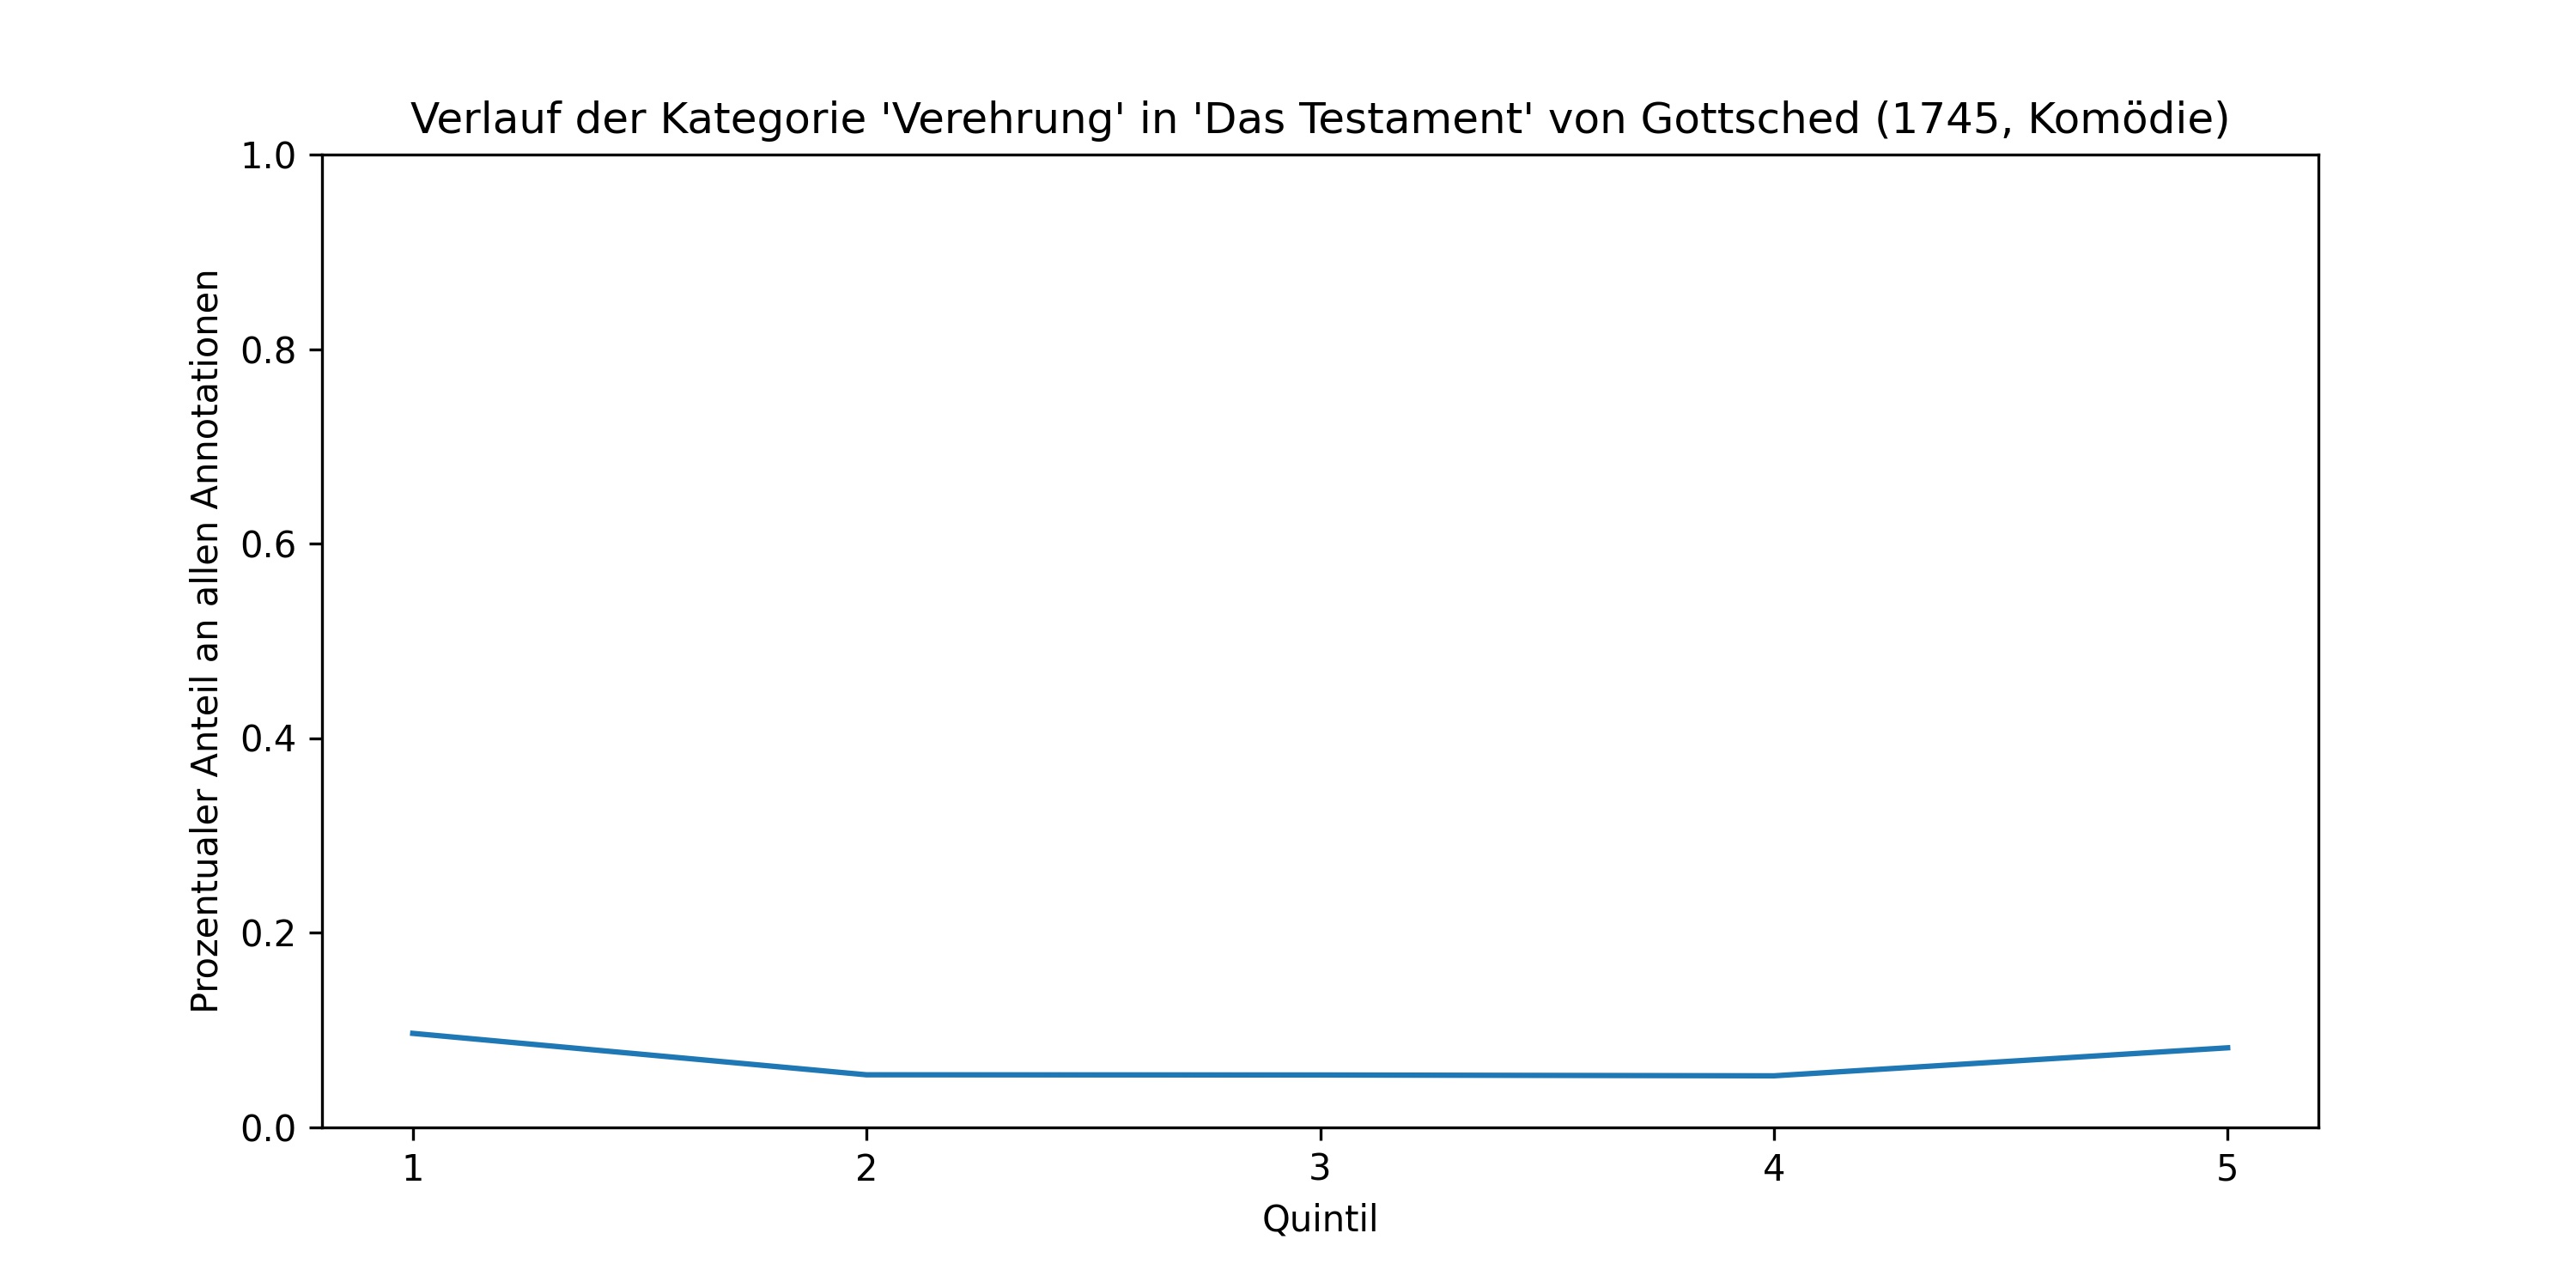 Verlauf der Kategorie 'Verehrung' in 'Das Testament' von Gottsched (1745, Komödie)
Prozentualer Anteil an allen Annotationen
1.0
0.8
0.6
0.4
0.2
0.0
1 2 3 4 5
Quintil